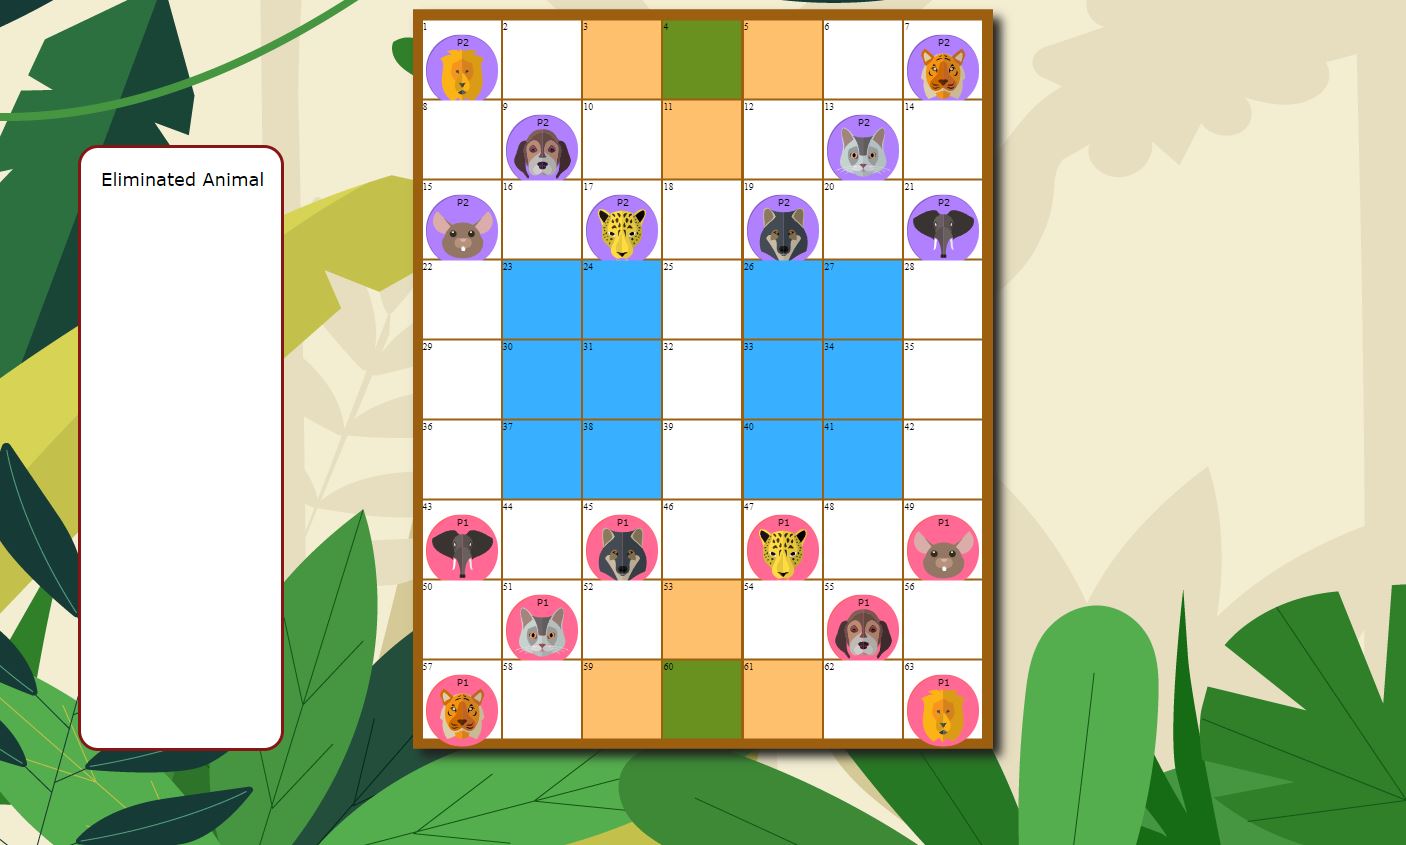 1 2 3 4 5 6 7
P2 P2
8 9 10 11 12 13 14
P2 P2
Eliminated Animal
15 16 17 18 19 20 21
P2 P2 P2 P2
22 23 24 25 26 27 28
29 30 31 32 33 34 35
36 37 38 39 40 41 42
43 44 45 46 47 48 49
P1 P1 P1 P1
50 51 52 53 54 55 56
P1 P1
57 58 59 60 61 62 63
P1 P1